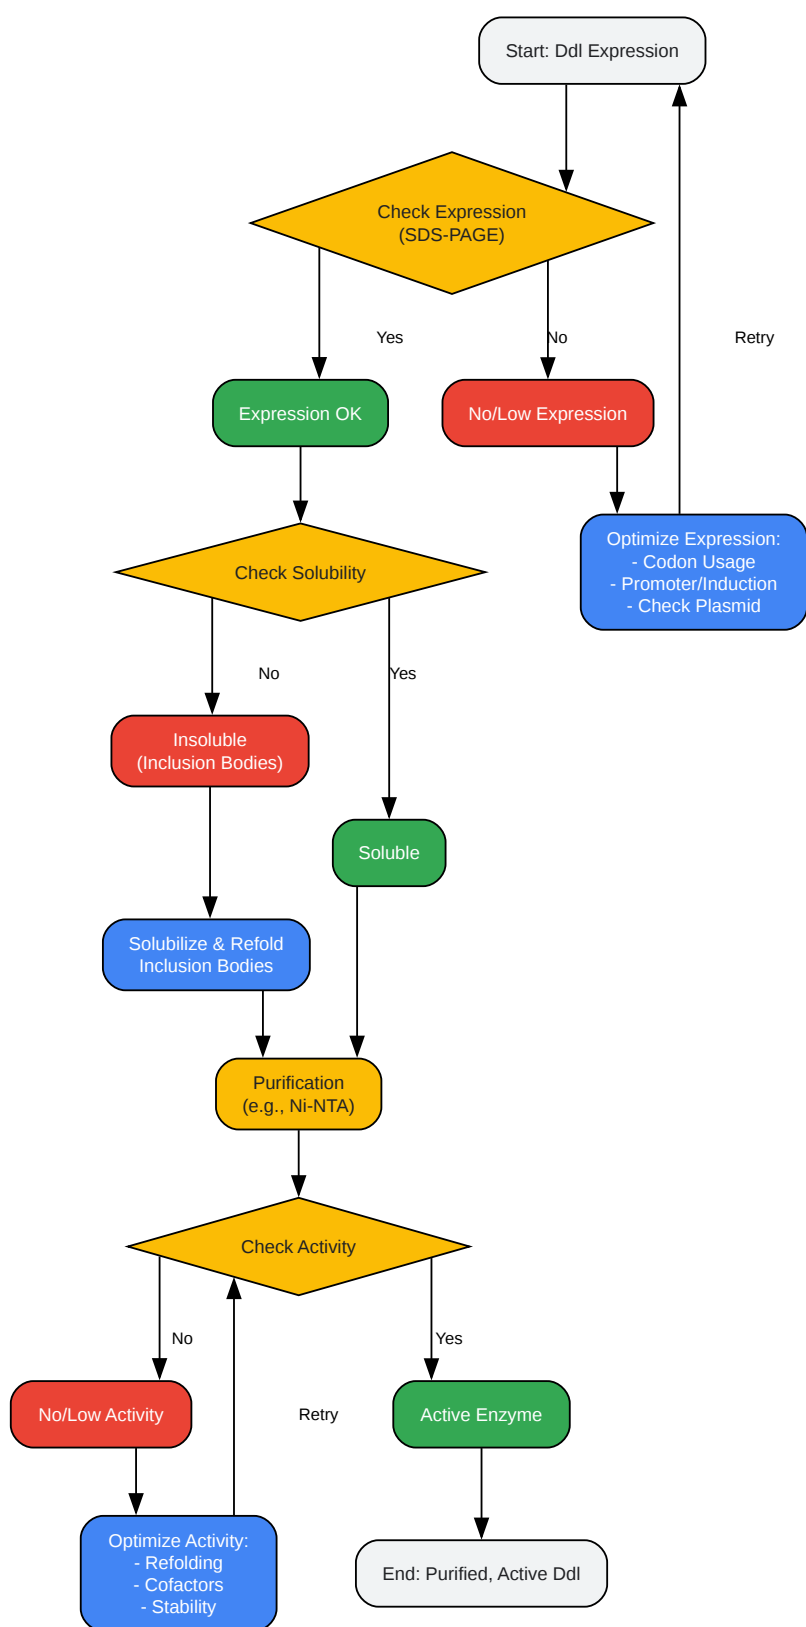 Start: Ddl Expression
Check Expression
(SDS-PAGE)
Yes
No
Retry
Expression OK
No/Low Expression
Optimize Expression:
- Codon Usage
- Promoter/Induction
- Check Plasmid
Check Solubility
No
Yes
Insoluble
(Inclusion Bodies)
Soluble
Solubilize & Refold
Inclusion Bodies
Purification
(e.g., Ni-NTA)
Check Activity
No
Yes
No/Low Activity
Retry
Active Enzyme
Optimize Activity:
- Refolding
- Cofactors
- Stability
End: Purified, Active Ddl